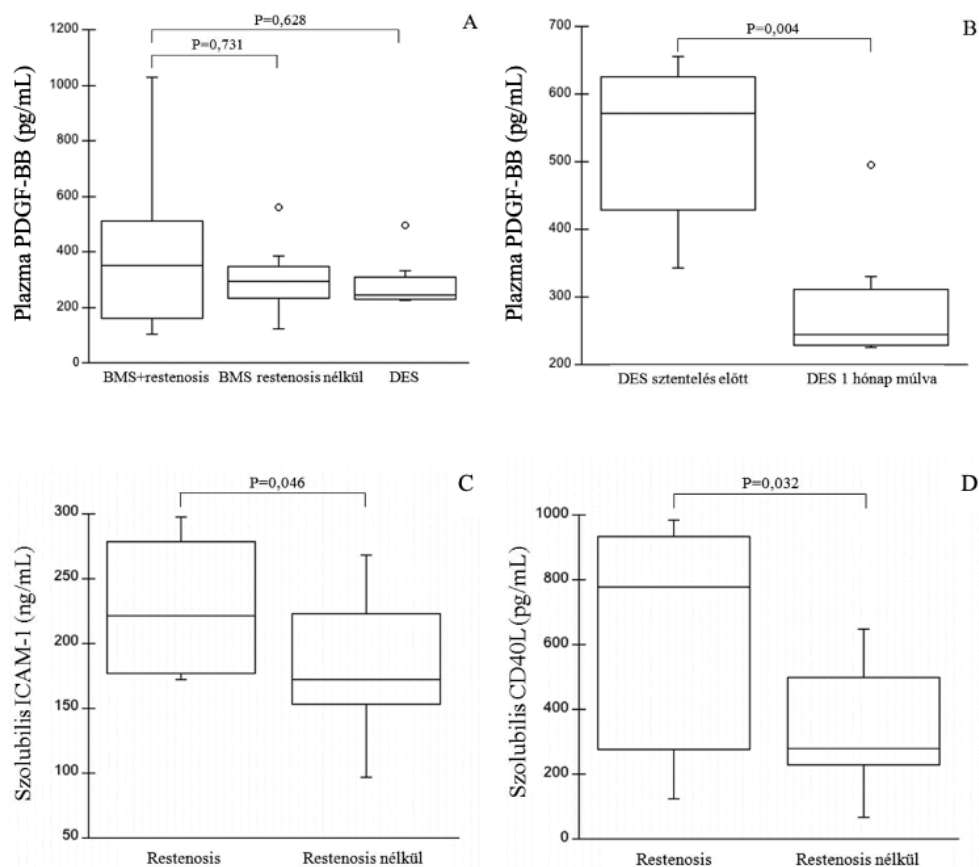 A
P=0,628
P=0,731
Plazma PDGF-BB (pg/mL)
1200
1000
800
600
400
200
0
BMS+restenosis BMS restenosis nélkül DES
B
P=0,004
Plazma PDGF-BB (pg/mL)
700
600
500
400
300
200
DES sztentelés előtt DES 1 hónap múlva
C
P=0,046
Szolubilis ICAM-1 (ng/mL)
300
250
200
150
100
50
Restenosis Restenosis nélkül
D
P=0,032
Szolubilis CD40L (pg/mL)
1000
800
600
400
200
0
Restenosis Restenosis nélkül